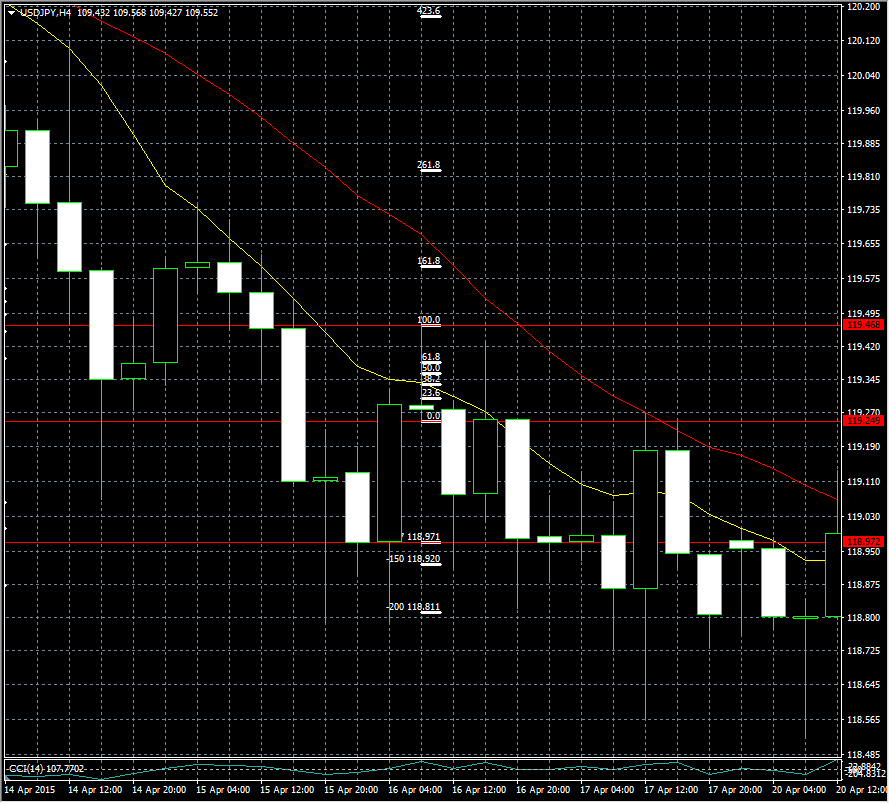 USDJPY,H4 109.432 109.568 109.427 109.552
423.6
261.8
161.8
100.0
61.8
50.0
38.2
23.6
0.0
118.971
-150 118.920
-200 118.811
120.200
120.120
120.040
119.960
119.885
119.810
119.735
119.655
119.575
119.495
119.468
119.420
119.345
119.270
119.249
119.190
119.110
119.030
118.972
118.950
118.875
118.800
118.725
118.645
118.565
118.485
CCI(14) 107.7702
14 Apr 2015
14 Apr 12:00
14 Apr 20:00
15 Apr 04:00
15 Apr 12:00
15 Apr 20:00
16 Apr 04:00
16 Apr 12:00
16 Apr 20:00
17 Apr 04:00
17 Apr 12:00
17 Apr 20:00
20 Apr 04:00
20 Apr 12:00